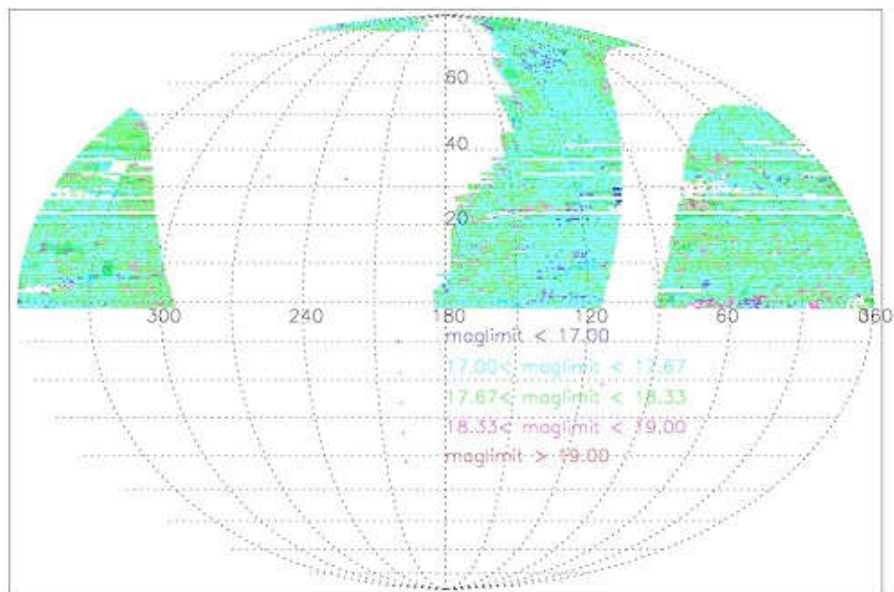 60
40
20
300 240 180 120 60 360
maglimit < 17.00
17.00< maglimit < 17.67
17.67< maglimit < 18.33
18.33< maglimit < 19.00
maglimit > 19.00